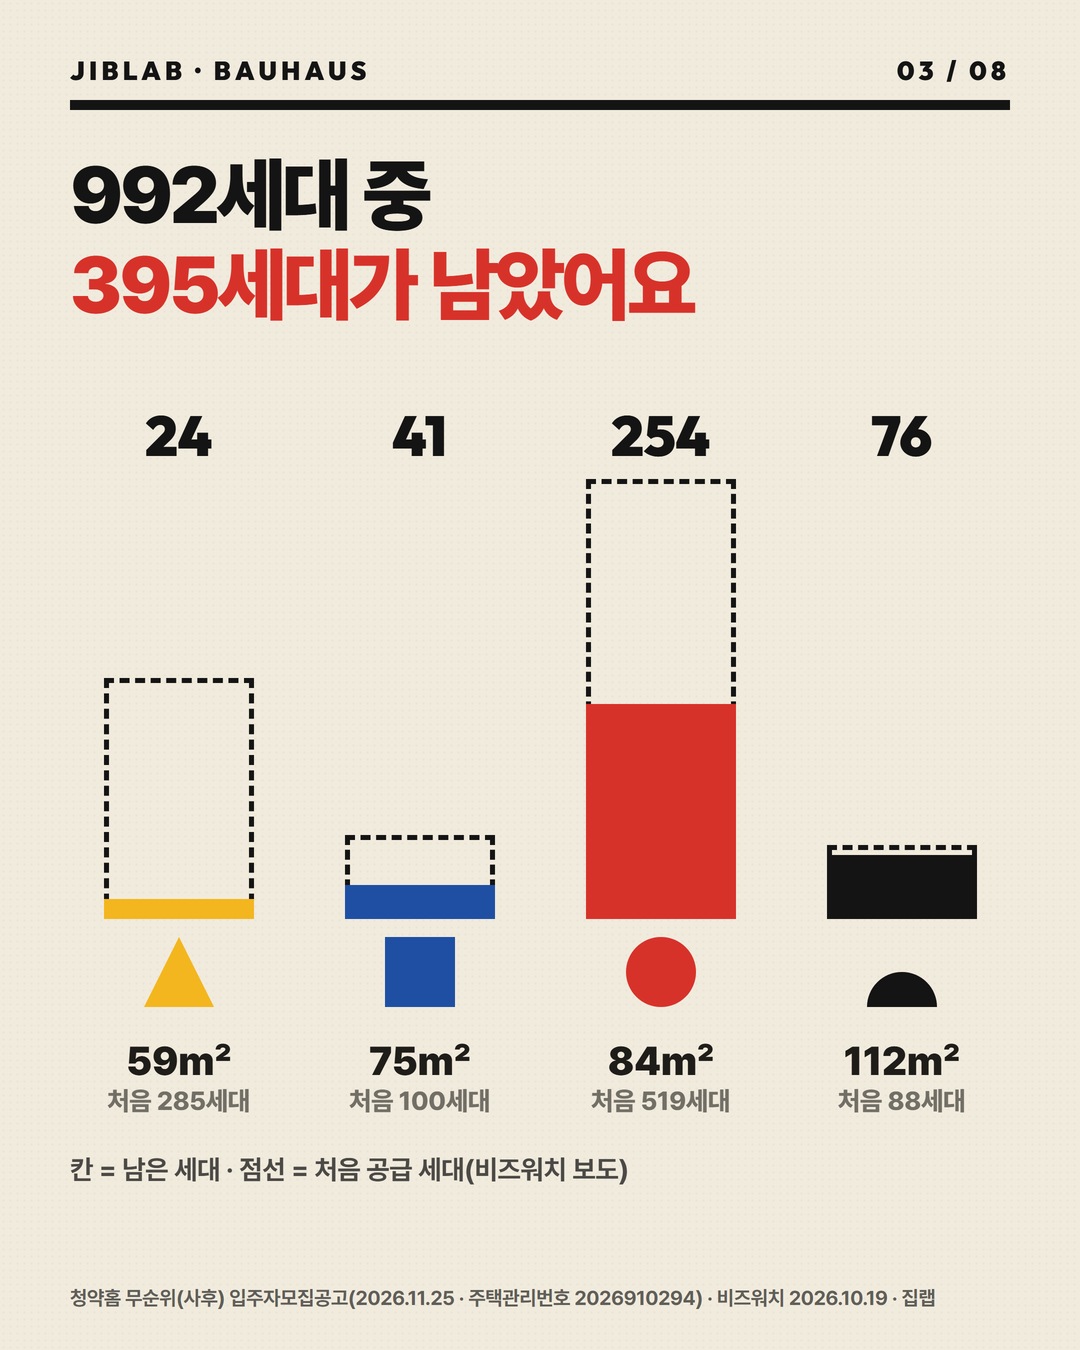 JIBLAB · BAUHAUS
03 / 08
992세대 중
395세대가 남았어요
24
41
254
76
59m²
75m²
84m²
112m²
처음 285세대
처음 100세대
처음 519세대
처음 88세대
칸 = 남은 세대 · 점선 = 처음 공급 세대(비즈워치 보도)
청약홈 무순위(사후) 입주자모집공고(2026.11.25 · 주택관리번호 2026910294) · 비즈워치 2026.10.19 · 집랩